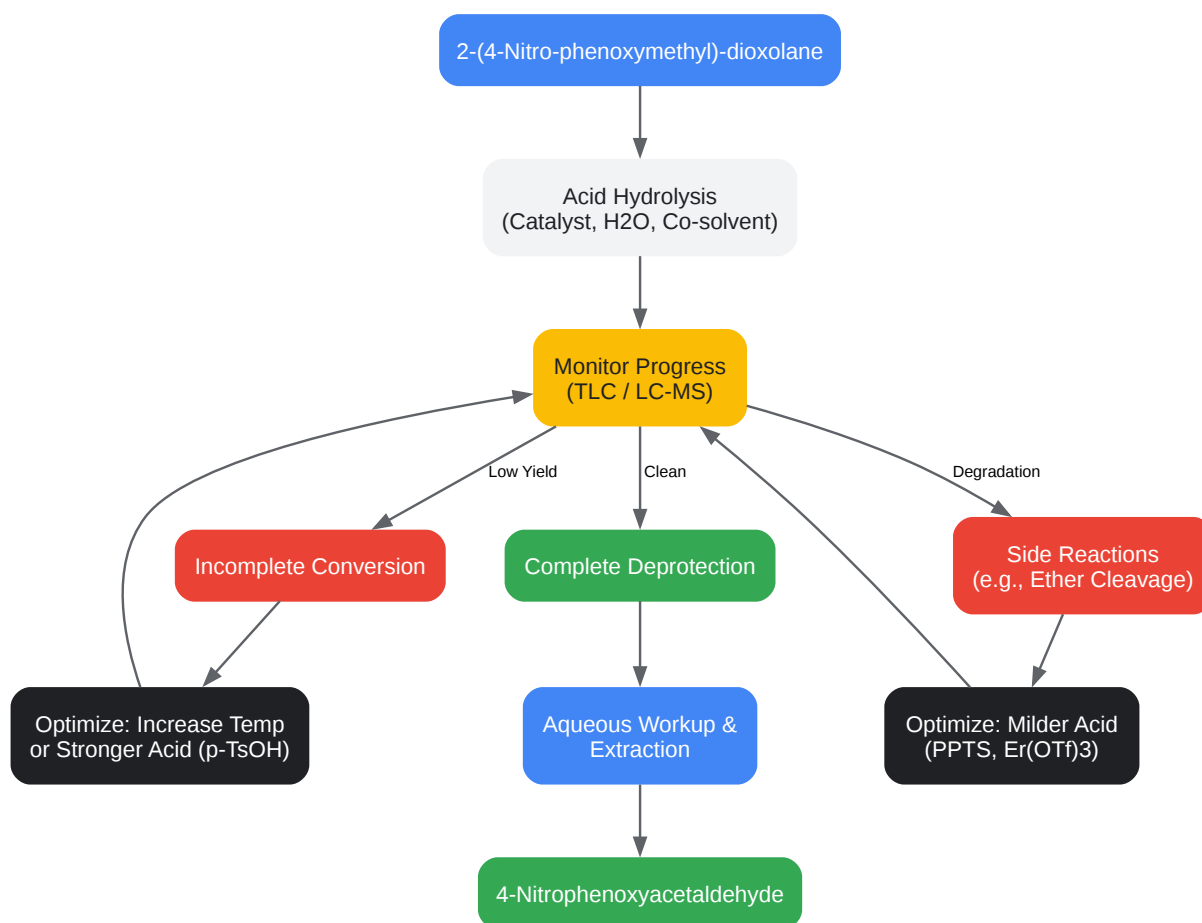 2-(4-Nitro-phenoxymethyl)-dioxolane
Acid Hydrolysis
(Catalyst, H2O, Co-solvent)
Monitor Progress
(TLC / LC-MS)
Low Yield
Clean
Degradation
Incomplete Conversion
Complete Deprotection
Side Reactions
(e.g., Ether Cleavage)
Optimize: Increase Temp
or Stronger Acid (p-TsOH)
Aqueous Workup &
Extraction
Optimize: Milder Acid
(PPTS, Er(OTf)3)
4-Nitrophenoxyacetaldehyde